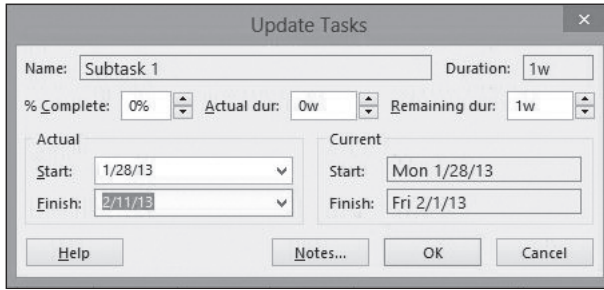 Update Tasks
Name: Subtask 1 Duration: 1w
% Complete: 0% Actual dur: 0w Remaining dur: 1w
Actual Current
Start: 1/28/13 Start: Mon 1/28/13
Finish: 2/11/13 Finish: Fri 2/1/13
Help Notes... OK Cancel